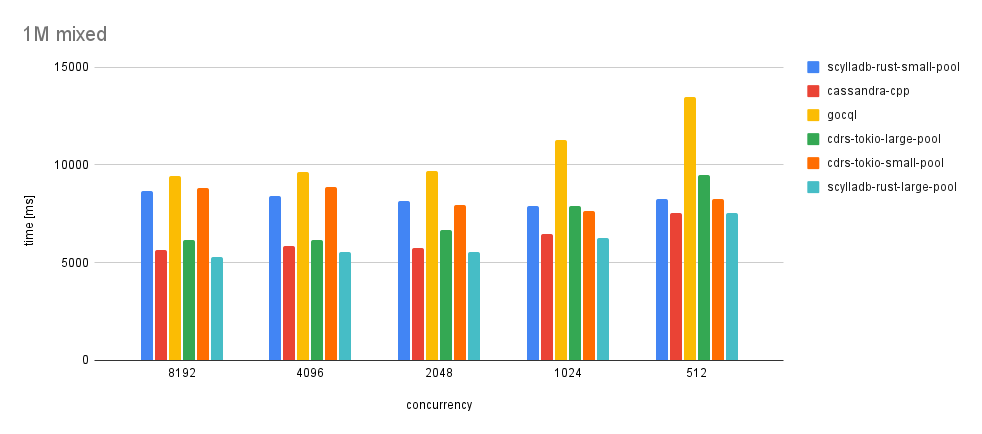 1M mixed
15000
10000
5000
0
time [ms]
8192 4096 2048 1024 512
concurrency
scylladb-rust-small-pool
cassandra-cpp
gocql
cdrs-tokio-large-pool
cdrs-tokio-small-pool
scylladb-rust-large-pool